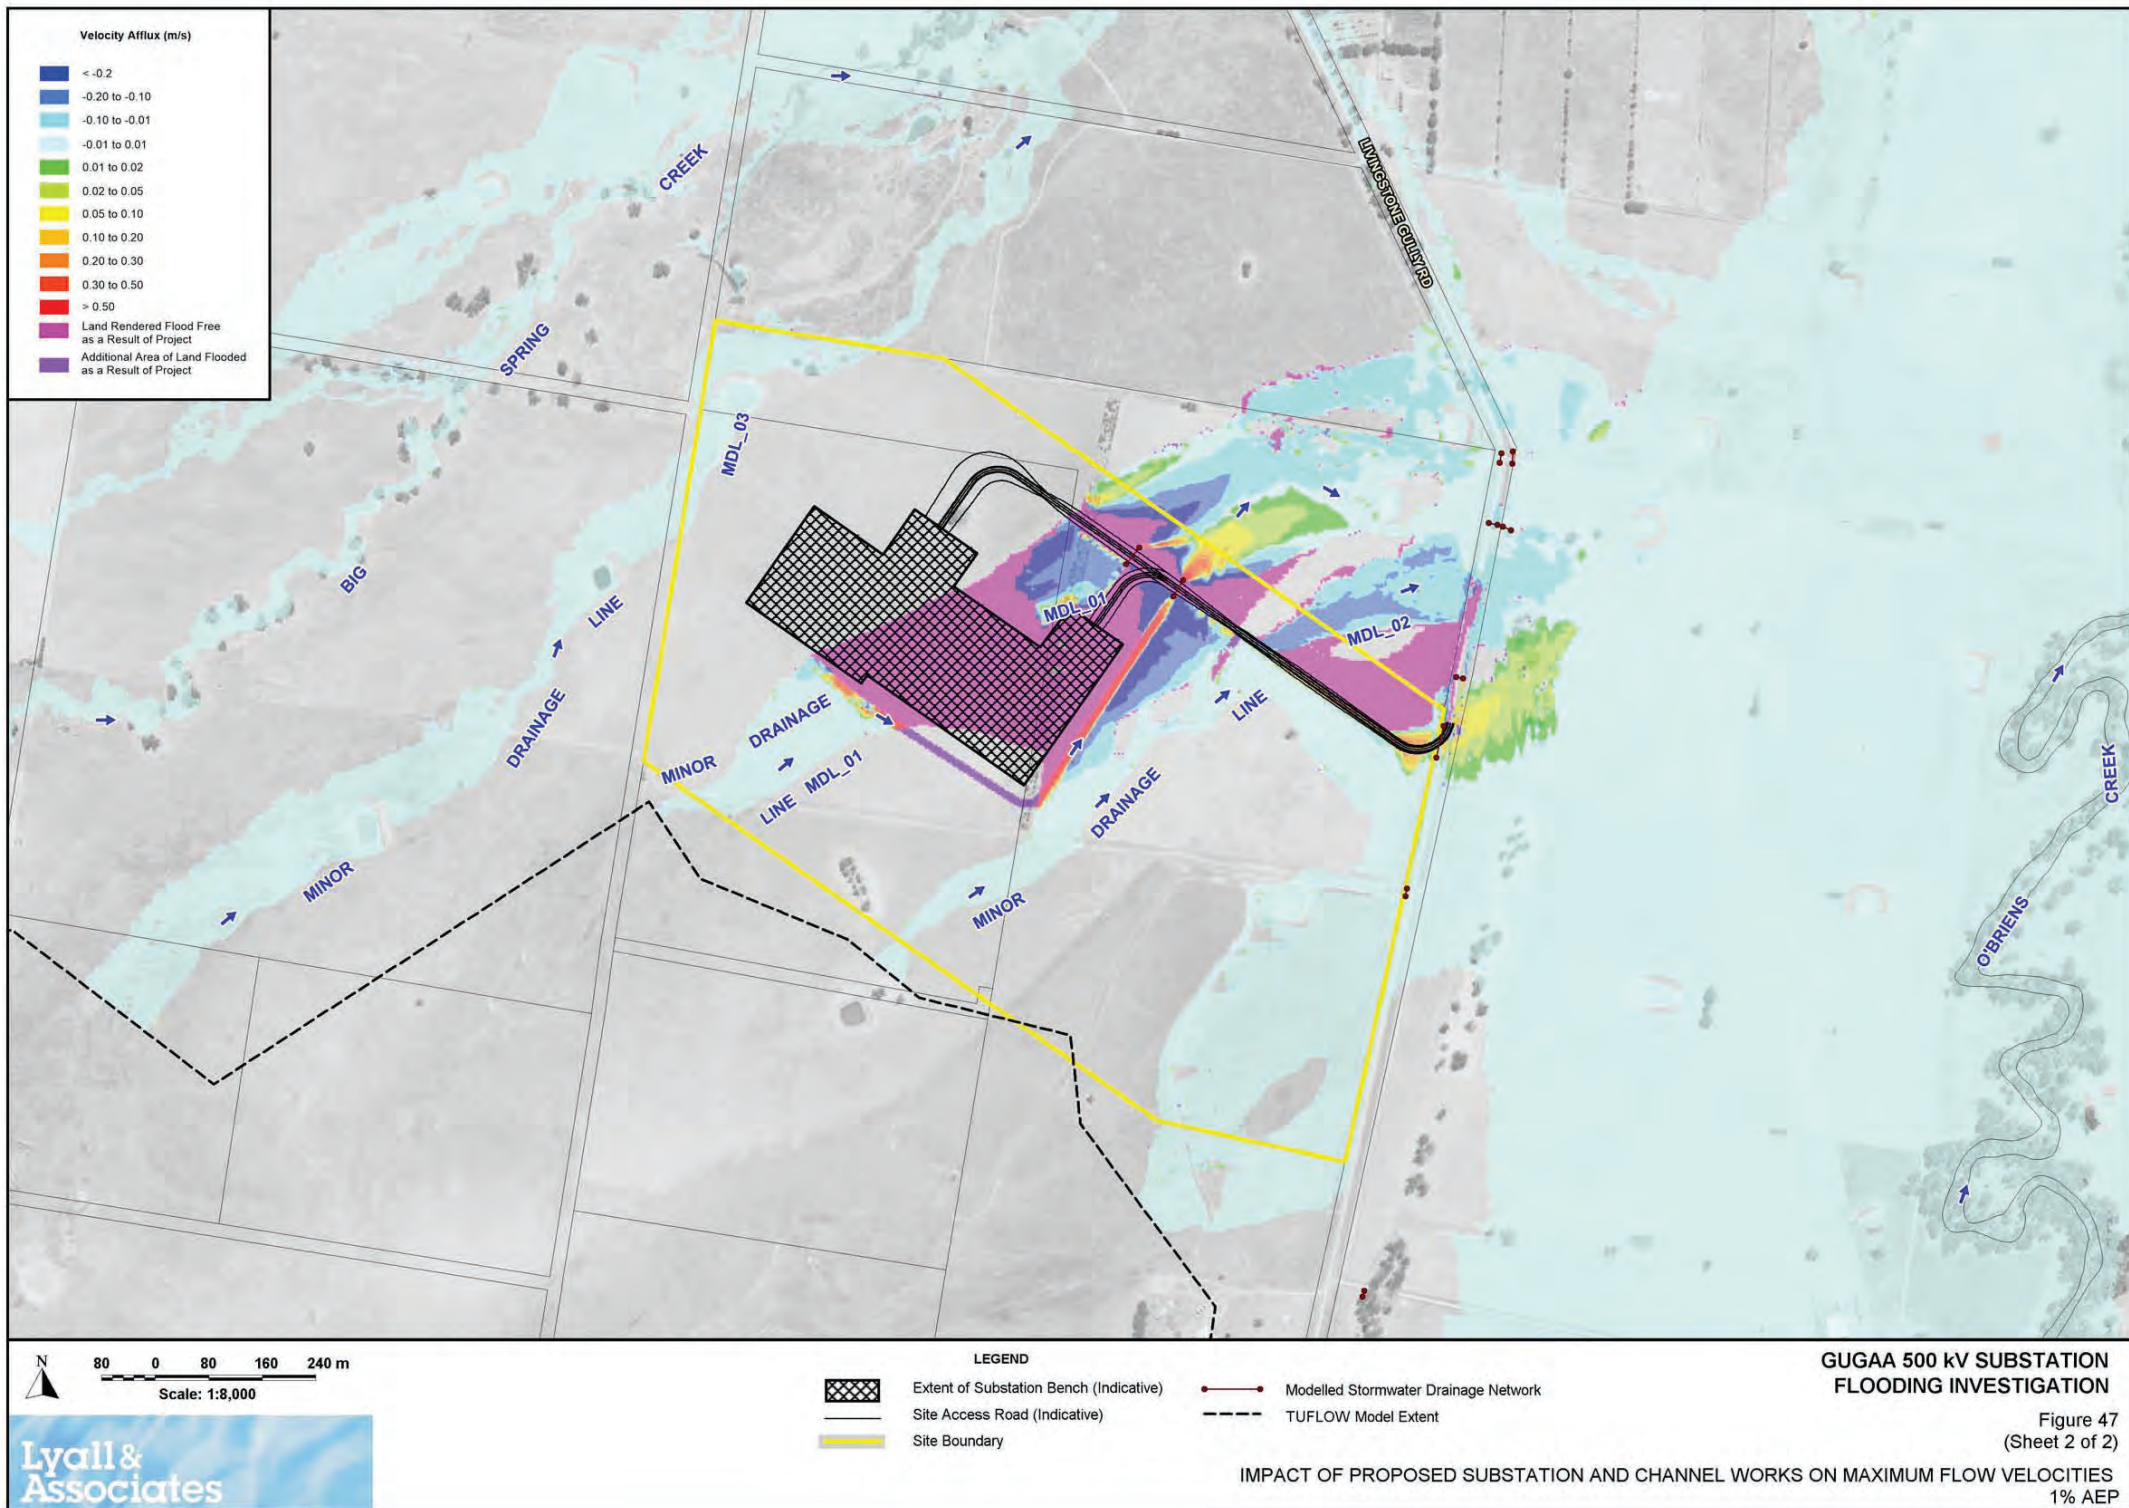 Velocity Afflux (m/s)
< -0.2
-0.20 to -0.10
-0.10 to -0.01
-0.01 to 0.01
0.01 to 0.02
0.02 to 0.05
0.05 to 0.10
0.10 to 0.20
0.20 to 0.30
0.30 to 0.50
> 0.50
Land Rendered Flood Free
as a Result of Project
Additional Area of Land Flooded
as a Result of Project
CREEK
SPRING
BIG
LIVINGSTONE GULLY RD
MDL_03
LINE
DRAINAGE
MINOR
MDL_01
MDL_02
DRAINAGE
MINOR
LINE MDL_01
LINE
DRAINAGE
MINOR
CREEK
O'BRIENS
N
80 0 80 160 240 m
Scale: 1:8,000
Lyall &
Associates
LEGEND
Extent of Substation Bench (Indicative)
Site Access Road (Indicative)
Site Boundary
Modelled Stormwater Drainage Network
TUFLOW Model Extent
GUGAA 500 kV SUBSTATION
FLOODING INVESTIGATION
Figure 47
(Sheet 2 of 2)
IMPACT OF PROPOSED SUBSTATION AND CHANNEL WORKS ON MAXIMUM FLOW VELOCITIES
1% AEP